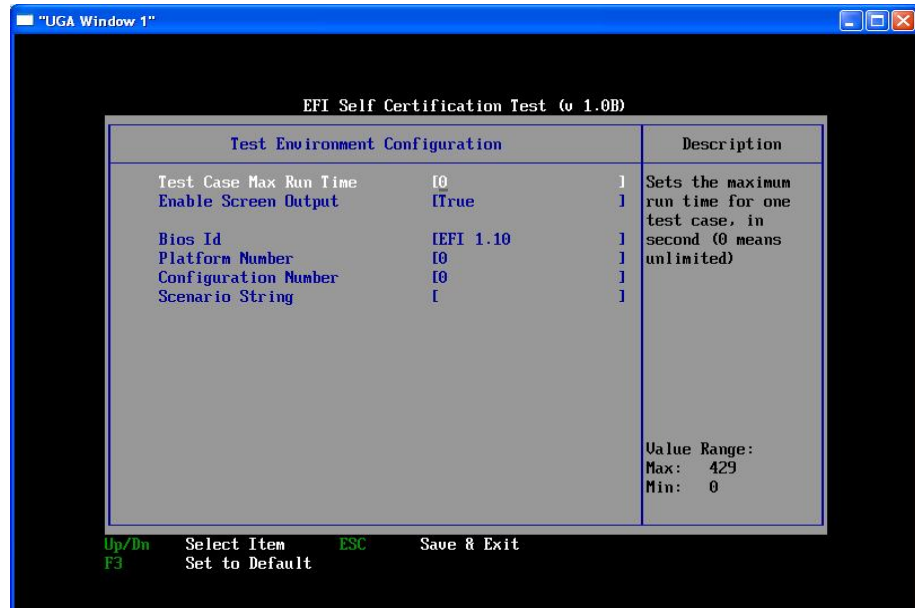 "UGA Window 1"
EFI Self Certification Test (v 1.0B)
Test Environment Configuration
Description
Test Case Max Run Time [0 ]
Enable Screen Output [True ]
Bios Id [EFI 1.10 ]
Platform Number [0 ]
Configuration Number [0 ]
Scenario String [ ]
Sets the maximum
run time for one
test case, in
second (0 means
unlimited)
Value Range:
Max: 429
Min: 0
Up/Dn Select Item ESC Save & Exit
F3 Set to Default